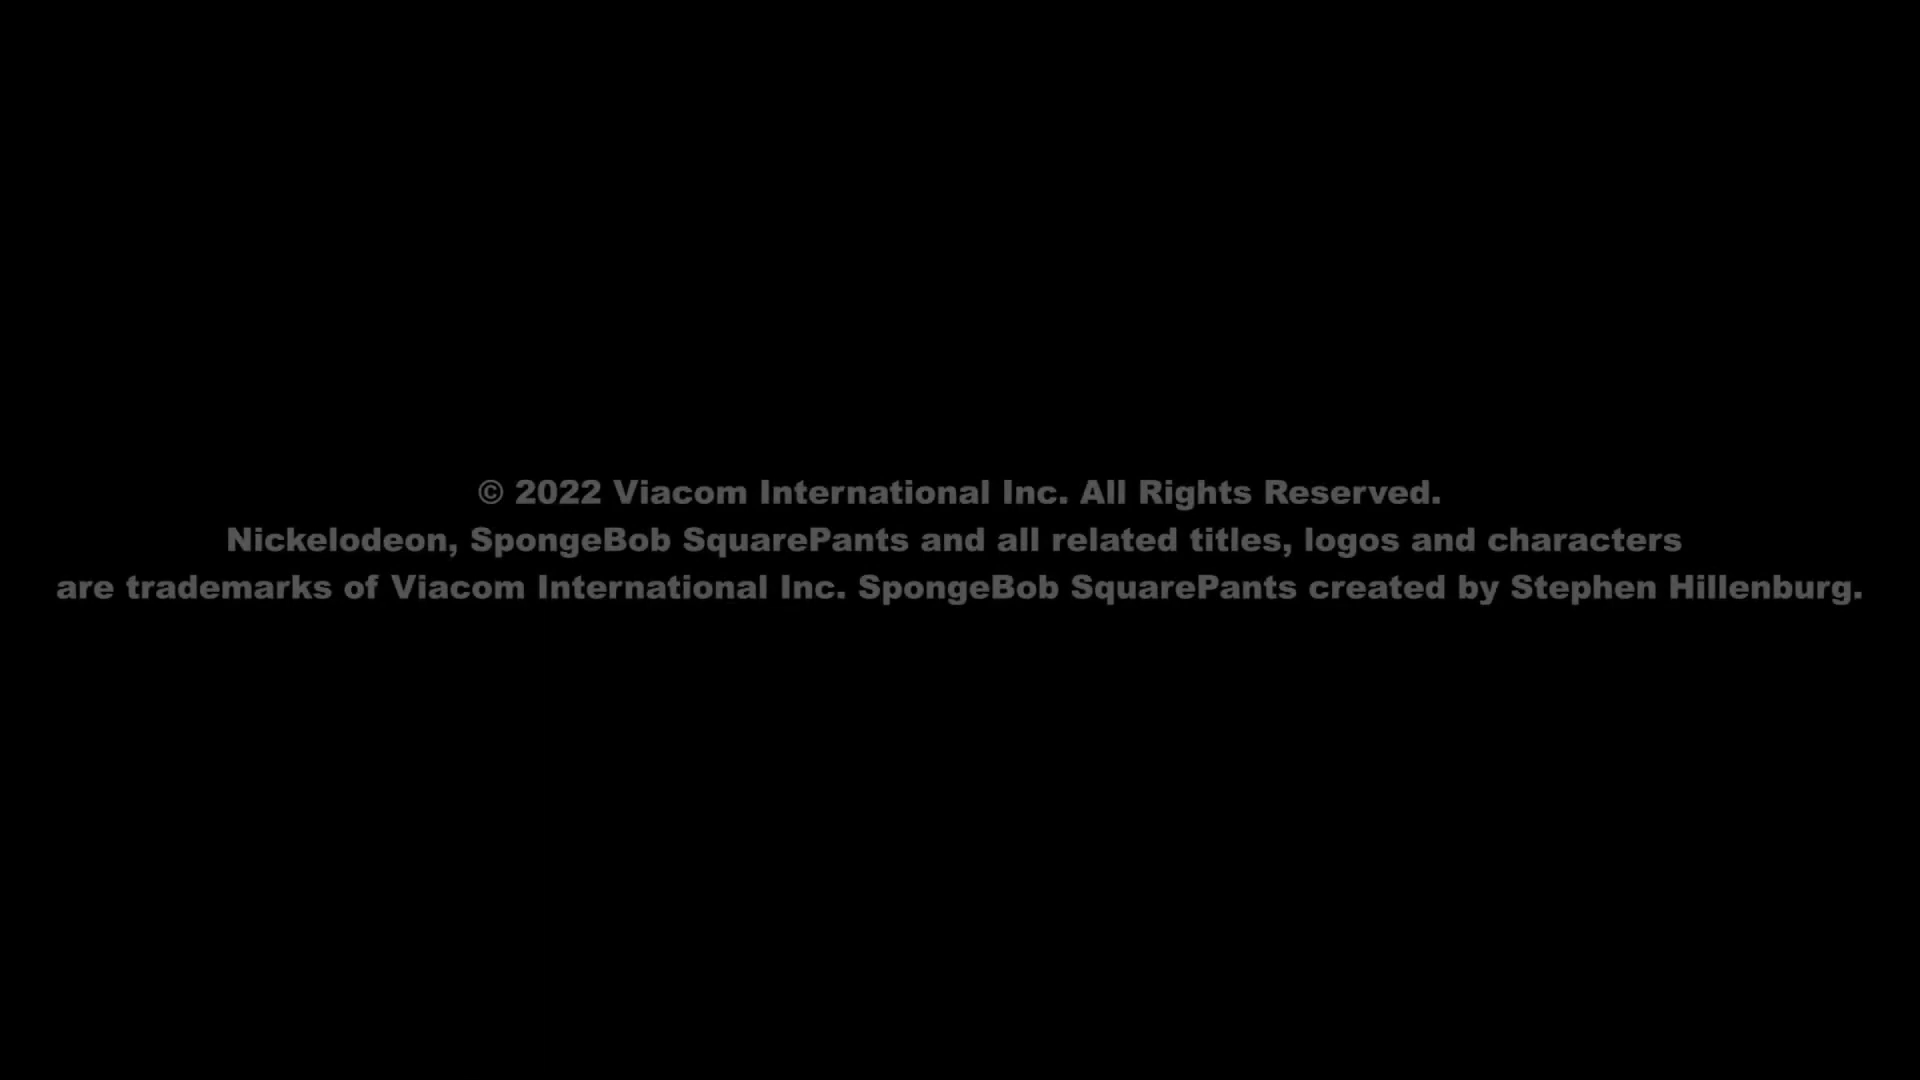 © 2022 Viacom International Inc. All Rights Reserved.
Nickelodeon, SpongeBob SquarePants and all related titles, logos and characters
are trademarks of Viacom International Inc. SpongeBob SquarePants created by Stephen Hillenburg.